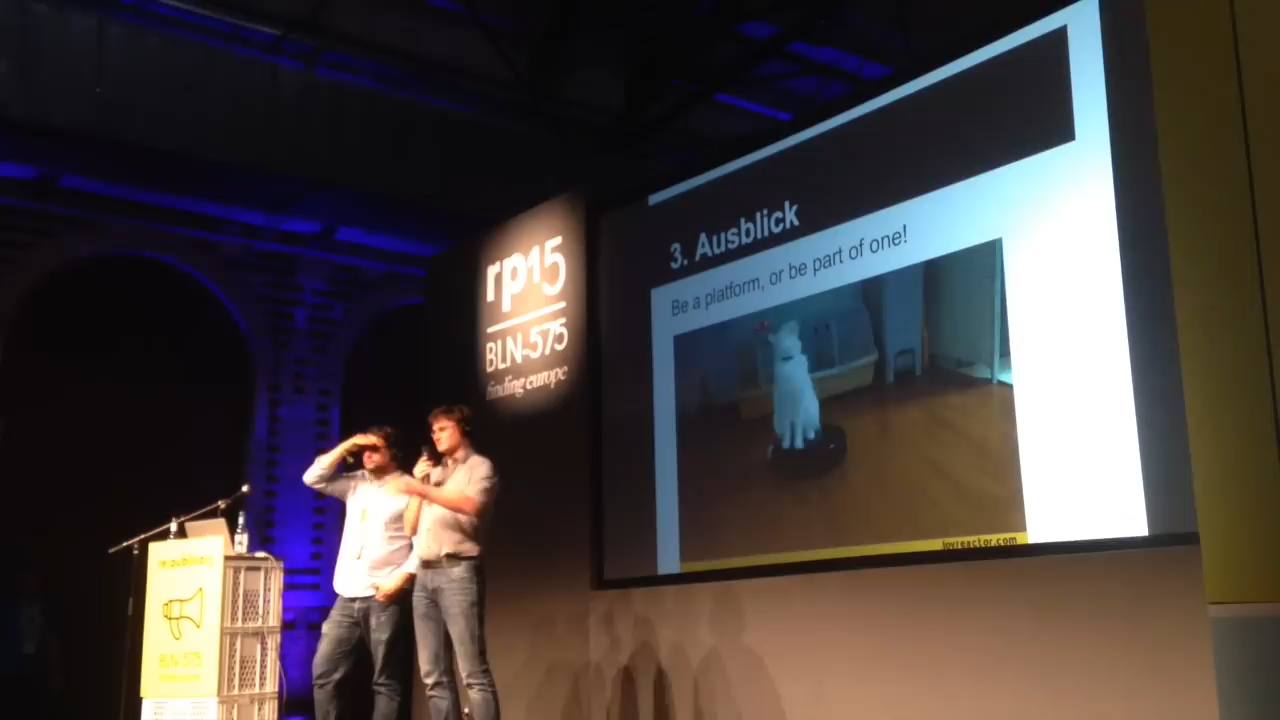 rp15
BLN-575
finding europe
3. Ausblick
Be a platform, or be part of one!
joyreactor.com
re:publica
BLN-575